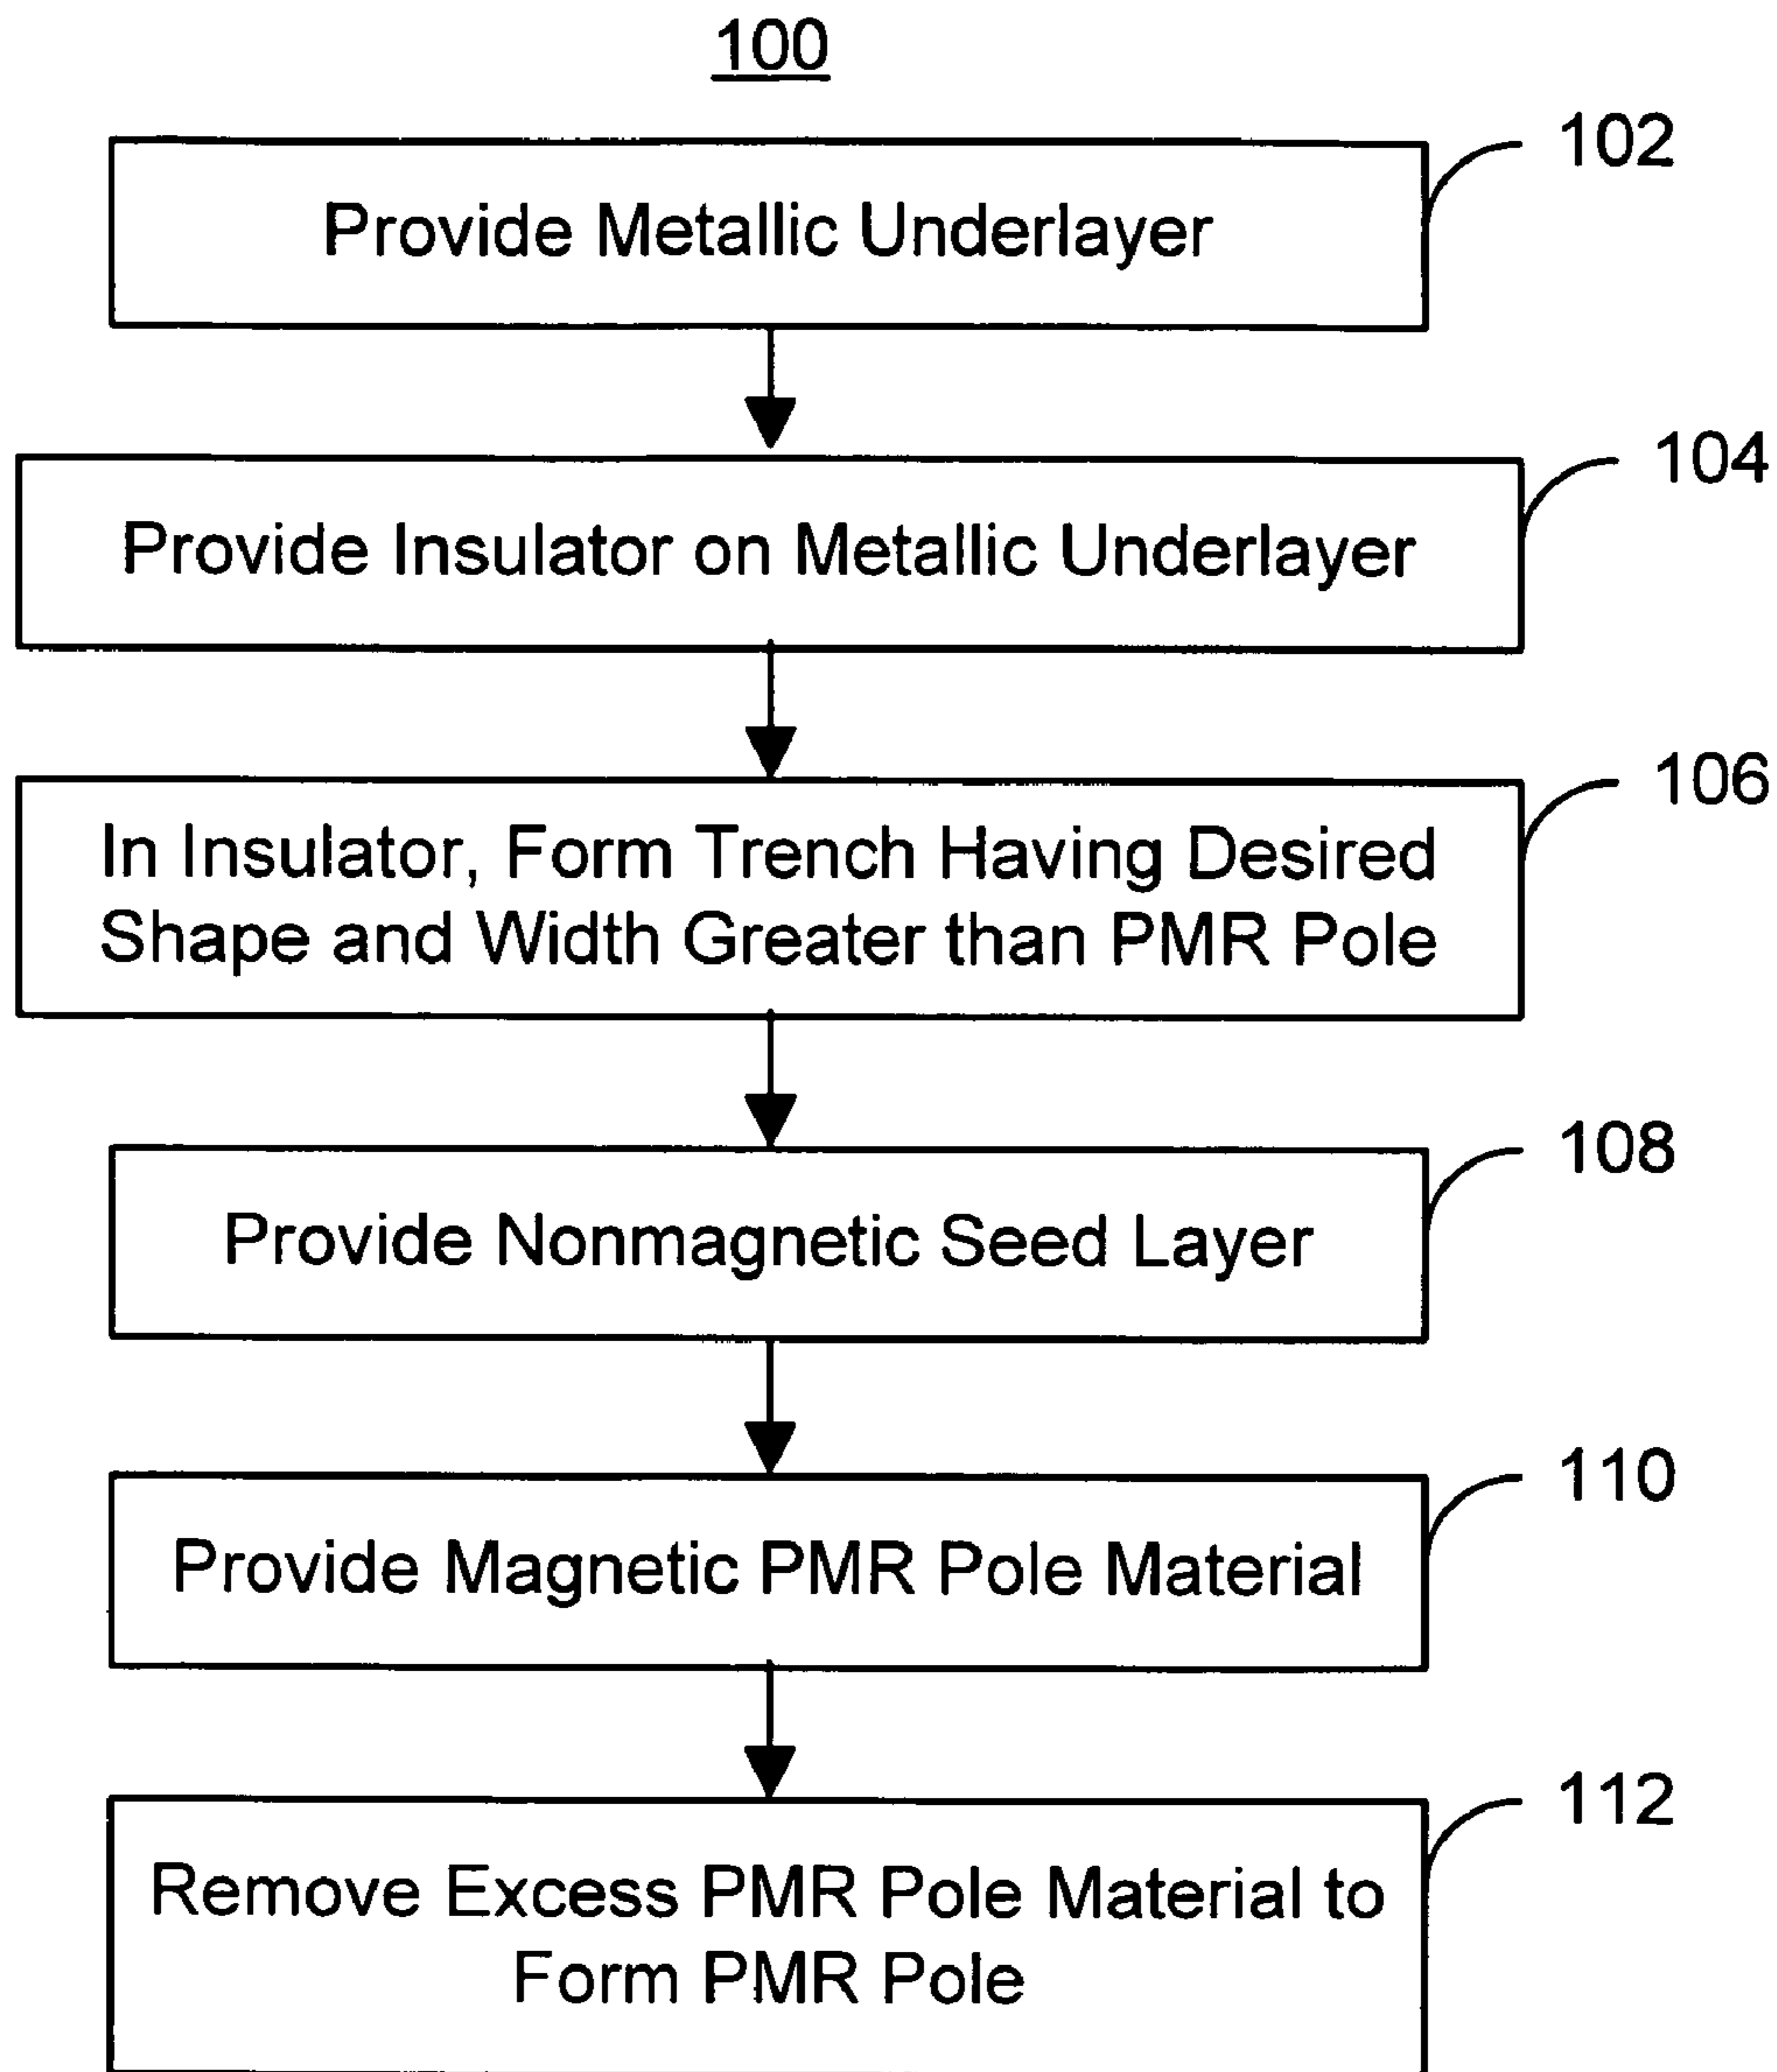 100
102
Provide Metallic Underlayer
104
Provide Insulator on Metallic Underlayer
106
In Insulator, Form Trench Having Desired
Shape and Width Greater than PMR Pole
108
Provide Nonmagnetic Seed Layer
110
Provide Magnetic PMR Pole Material
112
Remove Excess PMR Pole Material to
Form PMR Pole